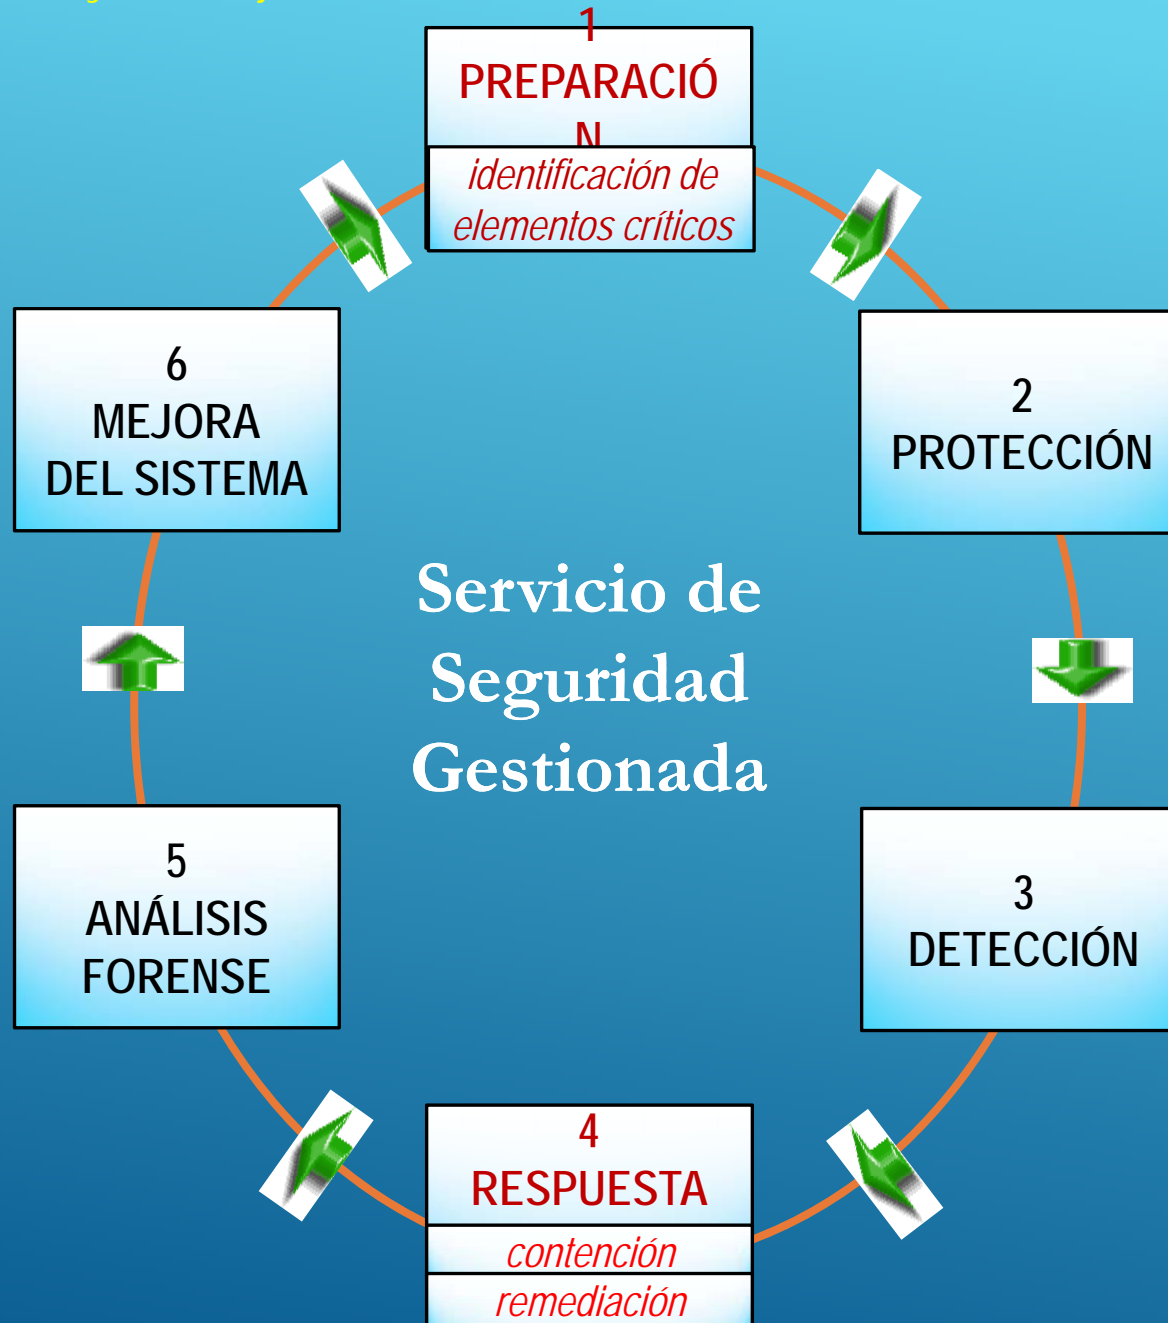 1
PREPARACIÓ
N
identificación de
elementos críticos
6
MEJORA
DEL SISTEMA
2
PROTECCIÓN
Servicio de
Seguridad
Gestionada
5
ANÁLISIS
FORENSE
3
DETECCIÓN
4
RESPUESTA
contención
remediación